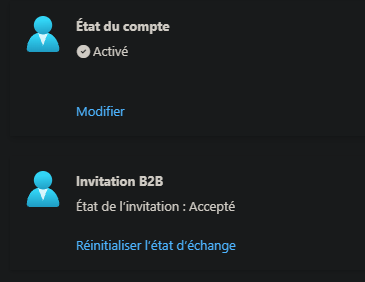 État du compte
Activé
Modifier
Invitation B2B
État de l’invitation : Accepté
Réinitialiser l’état d’échange